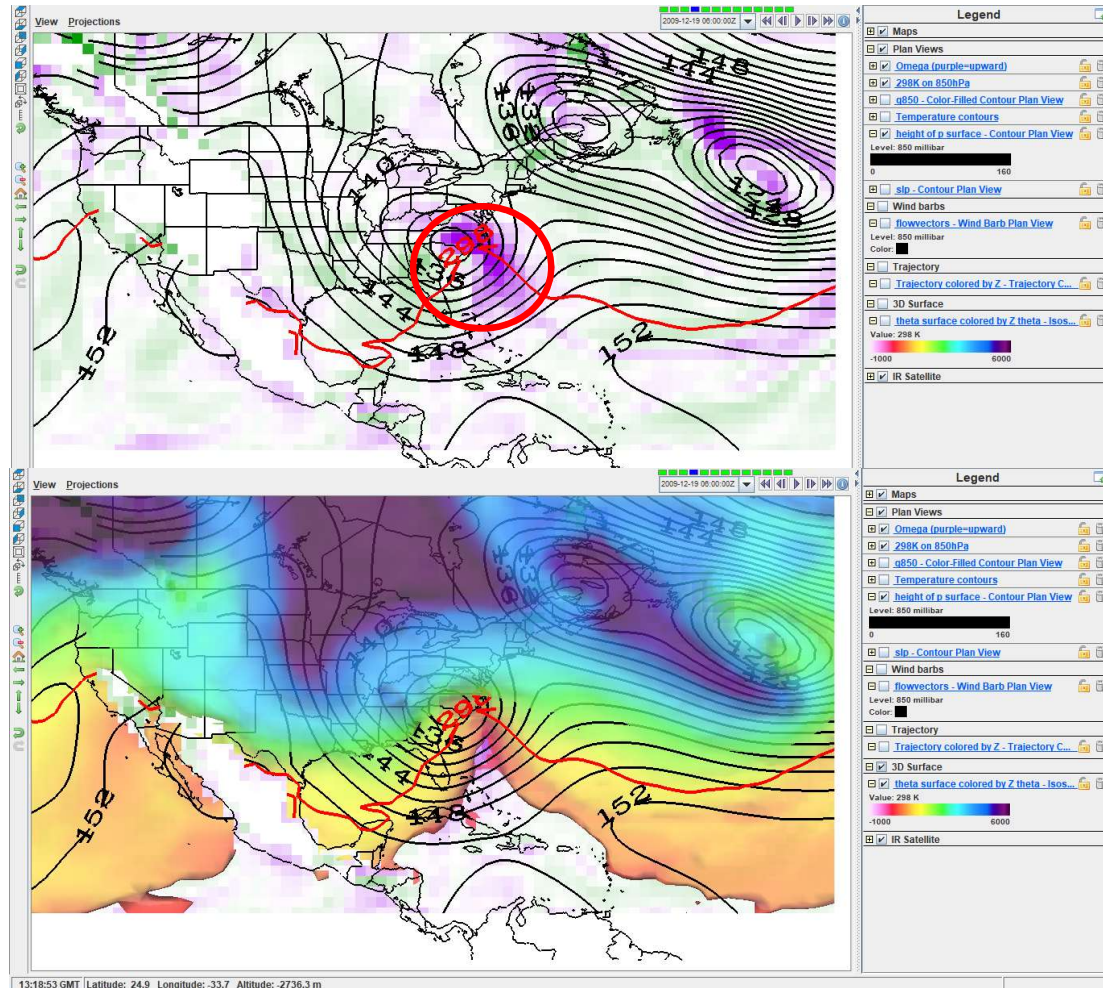 View Projections
2009-12-19 06:00:00Z
Legend
Maps
Plan Views
Omega (purple=upward)
298K on 850hPa
q850 - Color-Filled Contour Plan View
Temperature contours
height of p surface - Contour Plan View
Level: 850 millibar
0 160
slp - Contour Plan View
Wind barbs
flowvectors - Wind Barb Plan View
Level: 850 millibar
Color:
Trajectory
Trajectory colored by Z - Trajectory C...
3D Surface
theta surface colored by Z theta - Isos...
Value: 298 K
-1000 6000
IR Satellite
148
144
140
144
148
152
152
View Projections
2009-12-19 06:00:00Z
Legend
Maps
Plan Views
Omega (purple=upward)
298K on 850hPa
q850 - Color-Filled Contour Plan View
Temperature contours
height of p surface - Contour Plan View
Level: 850 millibar
0 160
slp - Contour Plan View
Wind barbs
flowvectors - Wind Barb Plan View
Level: 850 millibar
Color:
Trajectory
Trajectory colored by Z - Trajectory C...
3D Surface
theta surface colored by Z theta - Isos...
Value: 298 K
-1000 6000
IR Satellite
148
144
140
144
148
152
152
13:18:53 GMT Latitude: 24.9 Longitude: -33.7 Altitude: -2736.3 m